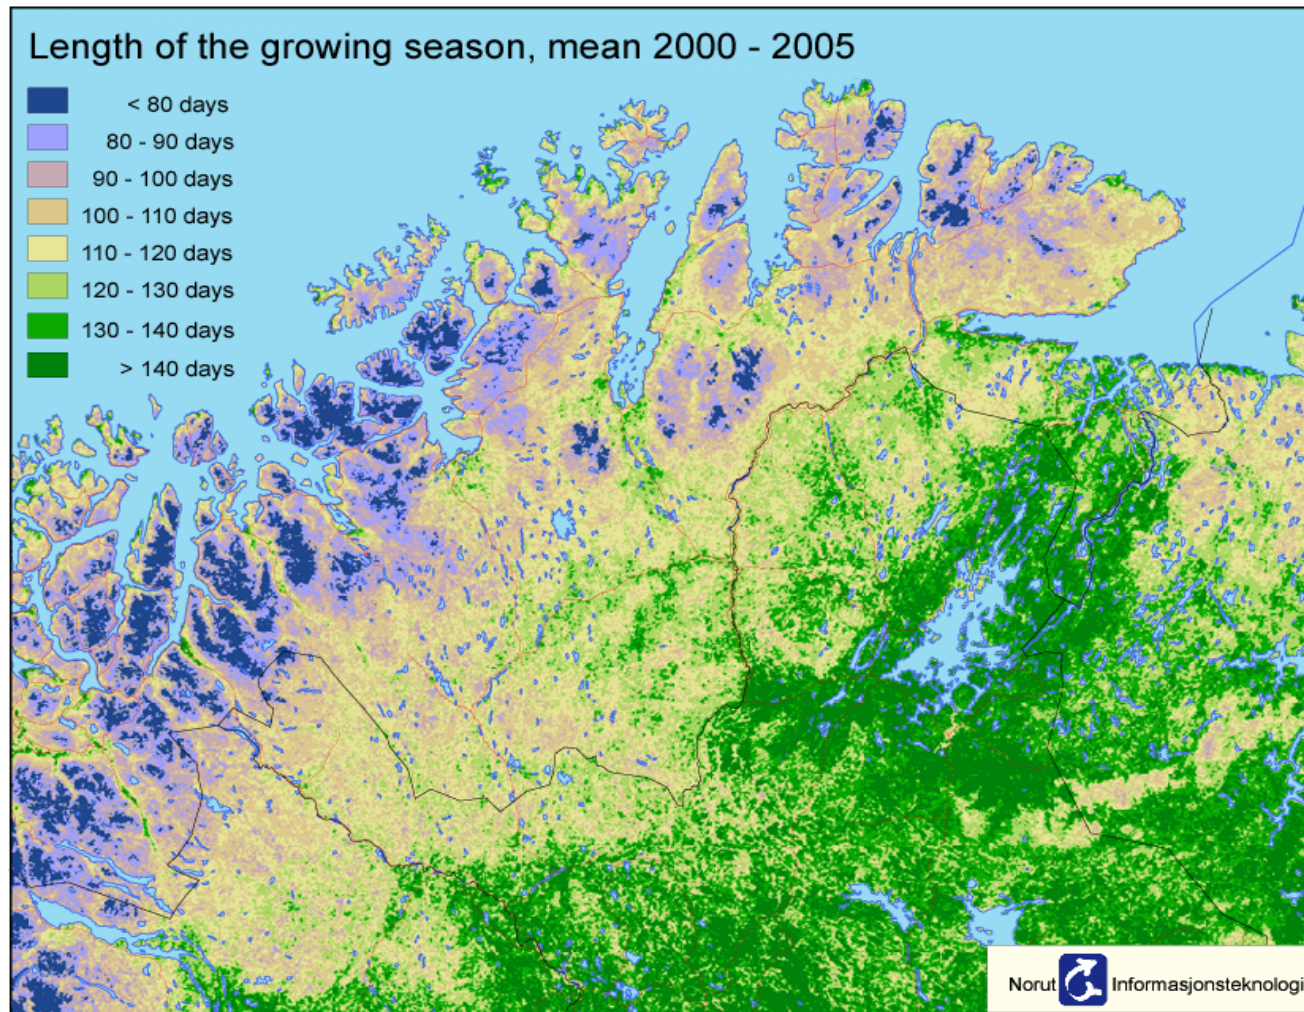 Length of the growing season, mean 2000 - 2005
< 80 days
80 - 90 days
90 - 100 days
100 - 110 days
110 - 120 days
120 - 130 days
130 - 140 days
> 140 days
Norut Informasjonsteknologi